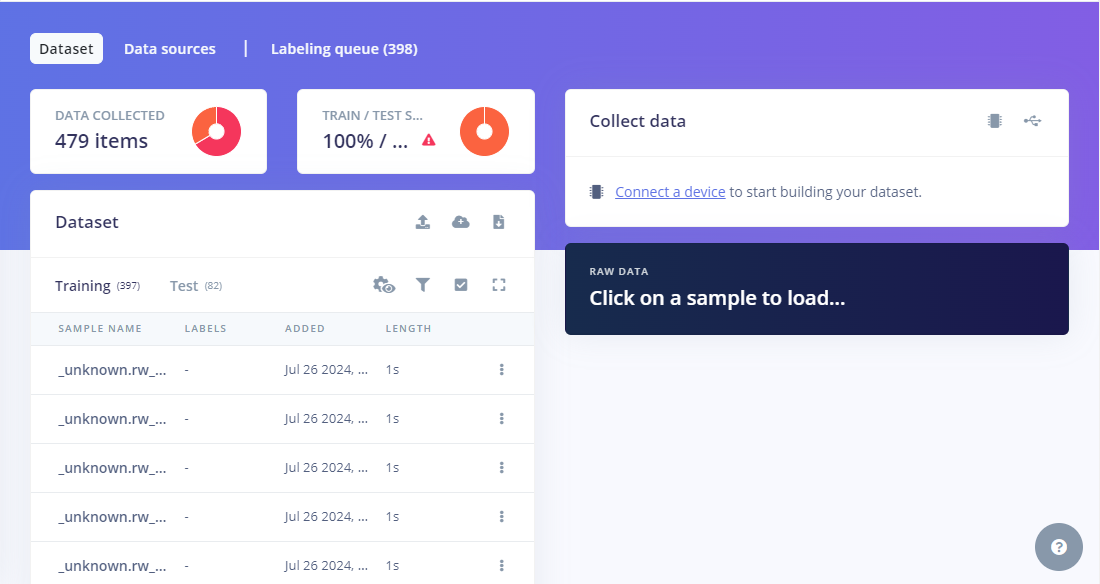 Dataset
Data sources
|
Labeling queue (398)
DATA COLLECTED
479 items
TRAIN / TEST S...
100% / ...
Collect data
Connect a device to start building your dataset.
Dataset
RAW DATA
Click on a sample to load...
Training (397)
Test (82)
SAMPLE NAME LABELS ADDED LENGTH
_unknown.rw_... - Jul 26 2024, ... 1s
_unknown.rw_... - Jul 26 2024, ... 1s
_unknown.rw_... - Jul 26 2024, ... 1s
_unknown.rw_... - Jul 26 2024, ... 1s
_unknown.rw_... - Jul 26 2024, ... 1s